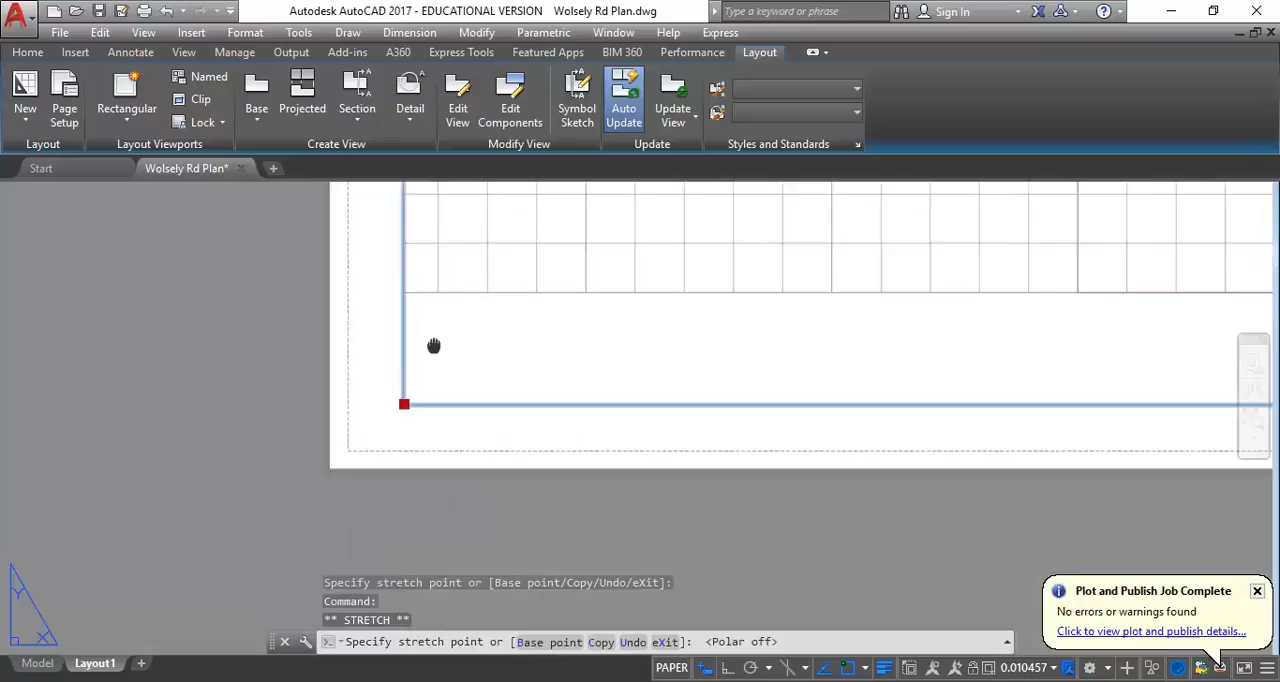 Autodesk AutoCAD 2017 - EDUCATIONAL VERSION Wolsely Rd Plan.dwg
Type a keyword or phrase
Sign In
File Edit View Insert Format Tools Draw Dimension Modify Parametric Window Help Express
Home Insert Annotate View Manage Output Add-ins A360 Express Tools Featured Apps BIM 360 Performance Layout
New
Page Setup
Rectangular
Named
Clip
Lock
Base
Projected
Section
Detail
Edit View
Edit Components
Symbol Sketch
Auto Update
Update View
Layout
Layout Viewports
Create View
Modify View
Update
Styles and Standards
Start
Wolsely Rd Plan*
Y
X
Specify stretch point or [Base point/Copy/Undo/eXit]:
Command:
** STRETCH **
Specify stretch point or [Base point Copy Undo eXit]: <Polar off>
Plot and Publish Job Complete
No errors or warnings found
Click to view plot and publish details...
Model Layout1
PAPER
0.010457